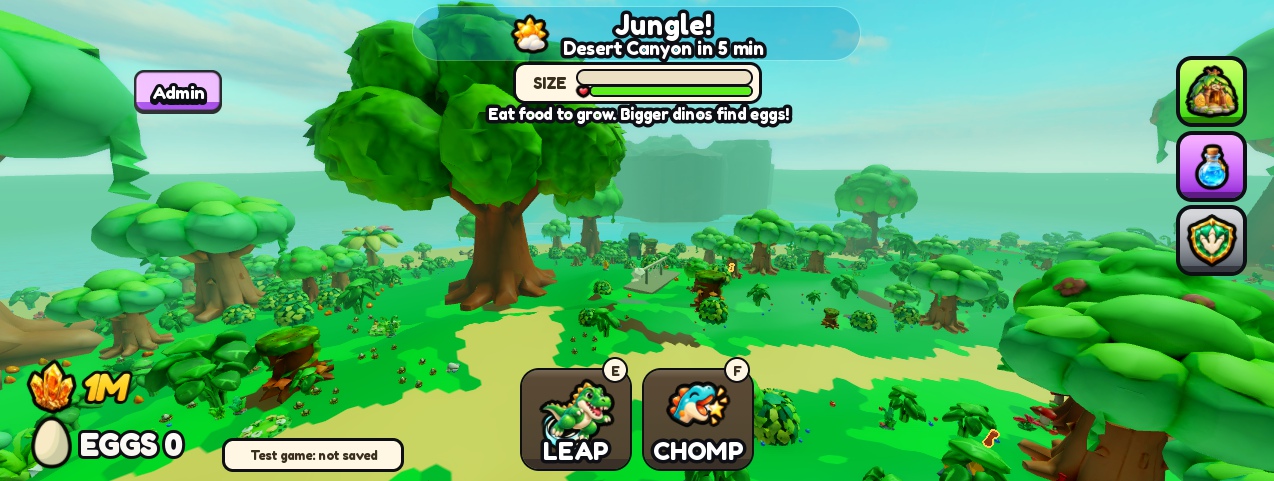 Jungle!
Desert Canyon in 5 min
Admin
SIZE
Eat food to grow. Bigger dinos find eggs!
1M
EGGS 0
Test game: not saved
E
LEAP
F
CHOMP